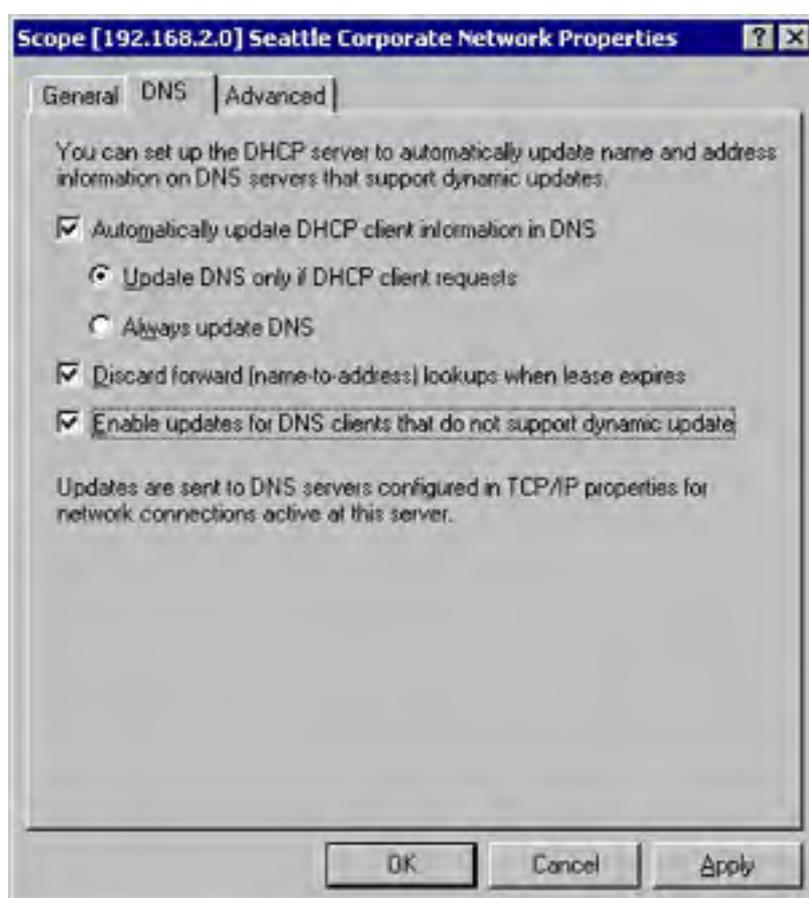 Scope [192.168.2.0] Seattle Corporate Network Properties
General DNS Advanced
You can set up the DHCP server to automatically update name and address
information on DNS servers that support dynamic updates.
Automatically update DHCP client information in DNS
Update DNS only if DHCP client requests
Always update DNS
Discard forward (name-to-address) lookups when lease expires
Enable updates for DNS clients that do not support dynamic update
Updates are sent to DNS servers configured in TCP/IP properties for
network connections active at this server.
OK Cancel Apply